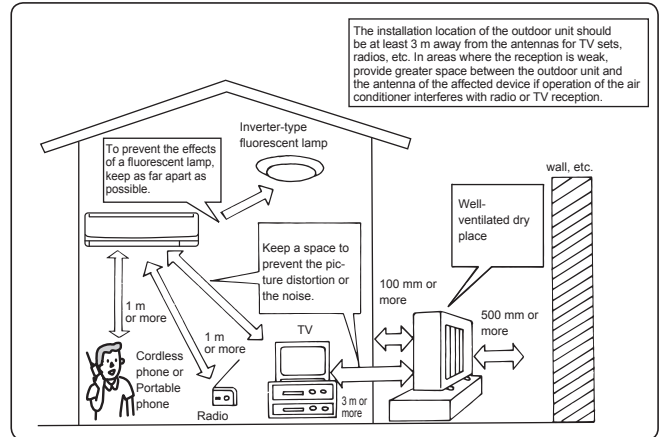 The installation location of the outdoor unit should
be at least 3 m away from the antennas for TV sets,
radios, etc. In areas where the reception is weak,
provide greater space between the outdoor unit and
the antenna of the affected device if operation of the air
conditioner interferes with radio or TV reception.
Inverter-type
fluorescent lamp
To prevent the effects
of a fluorescent lamp,
keep as far apart as
possible.
wall, etc.
Well-
ventilated dry
place
Keep a space to
prevent the pic-
ture distortion or
the noise.
100 mm or
more
500 mm or
more
1 m
or more
1 m
or more
TV
Cordless
phone or
Portable
phone
Radio
3 m or
more